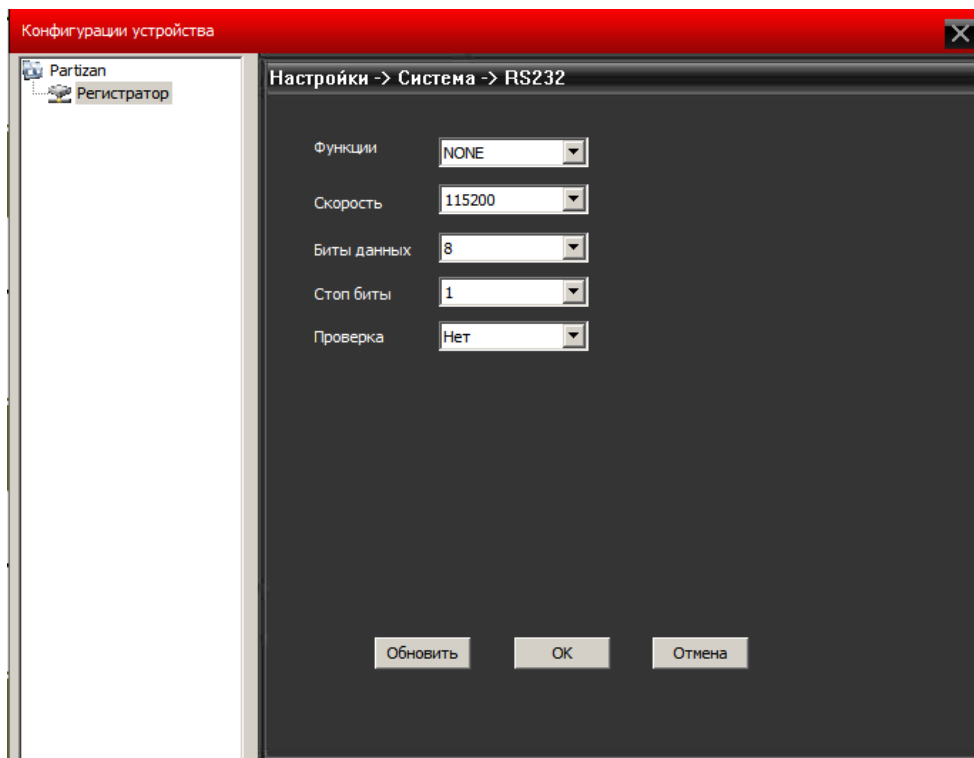 Конфигурации устройства
Partizan
Регистратор
Настройки -> Система -> RS232
Функции NONE
Скорость 115200
Биты данных 8
Стоп биты 1
Проверка Нет
Обновить OK Отмена